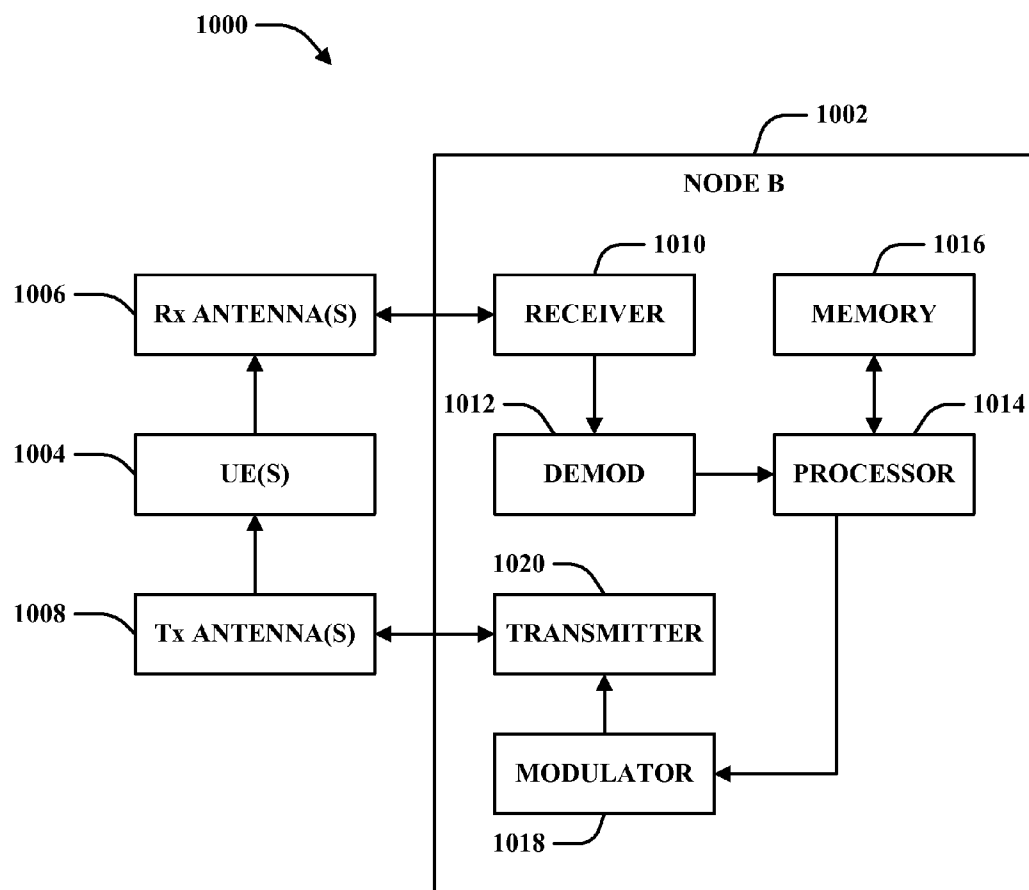 1000
1002
NODE B
1010
1016
1006
Rx ANTENNA(S)
RECEIVER
MEMORY
1012
1014
1004
UE(S)
DEMOD
PROCESSOR
1020
1008
Tx ANTENNA(S)
TRANSMITTER
MODULATOR
1018